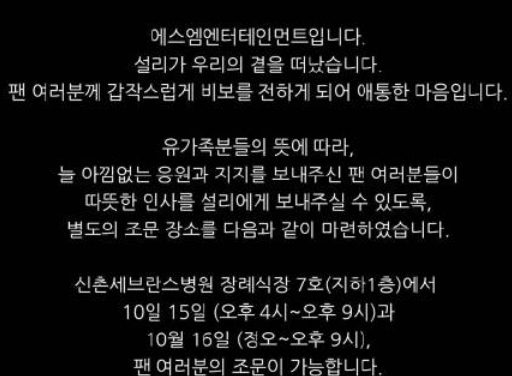 에스엠엔터테인먼트입니다.
설리가 우리의 곁을 떠났습니다.
팬 여러분께 갑작스럽게 비보를 전하게 되어 애통한 마음입니다.
유가족분들의 뜻에 따라,
늘 아낌없는 응원과 지지를 보내주신 팬 여러분들이
따뜻한 인사를 설리에게 보내주실 수 있도록,
별도의 조문 장소를 다음과 같이 마련하였습니다.
신촌세브란스병원 장례식장 7호(지하1층)에서
10일 15일 (오후 4시~오후 9시)과
10월 16일 (정오~오후 9시),
팬 여러분의 조문이 가능합니다.